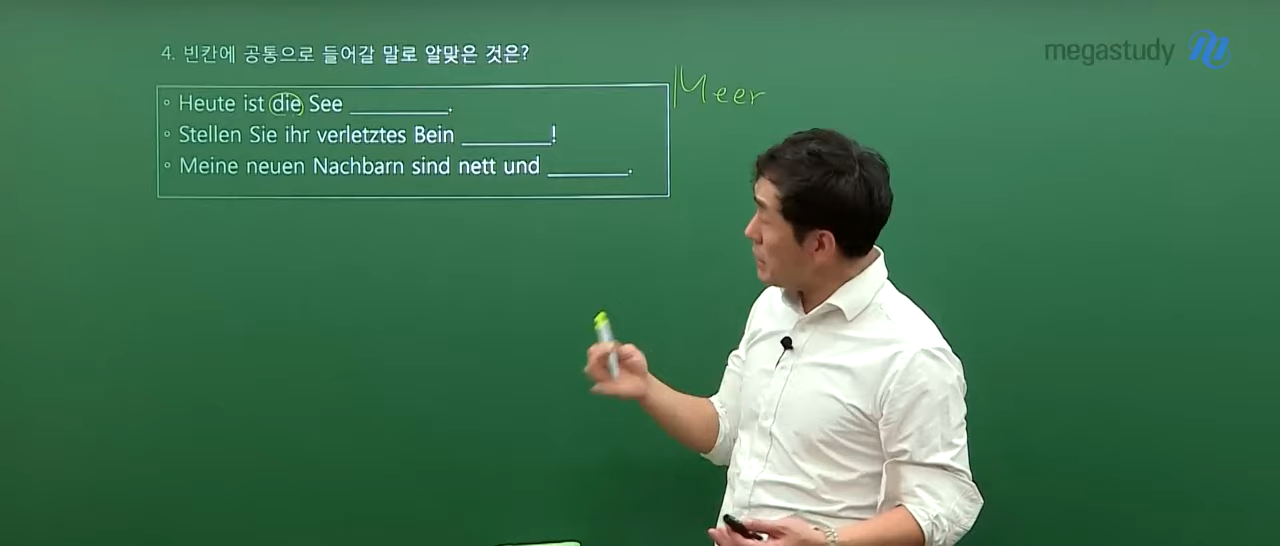 4. 빈칸에 공통으로 들어갈 말로 알맞은 것은?
megastudy
◦ Heute ist die See ________. Meer
◦ Stellen Sie ihr verletztes Bein ________!
◦ Meine neuen Nachbarn sind nett und ________.